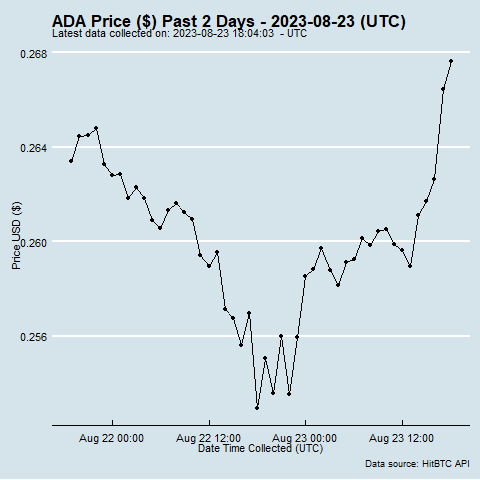 ADA Price ($) Past 2 Days - 2023-08-23 (UTC)
Latest data collected on: 2023-08-23 18:04:03  - UTC
0.268
0.264
0.260
0.256
Price USD ($)
Aug 22 00:00 Aug 22 12:00 Aug 23 00:00 Aug 23 12:00
Date Time Collected (UTC)
Data source: HitBTC API